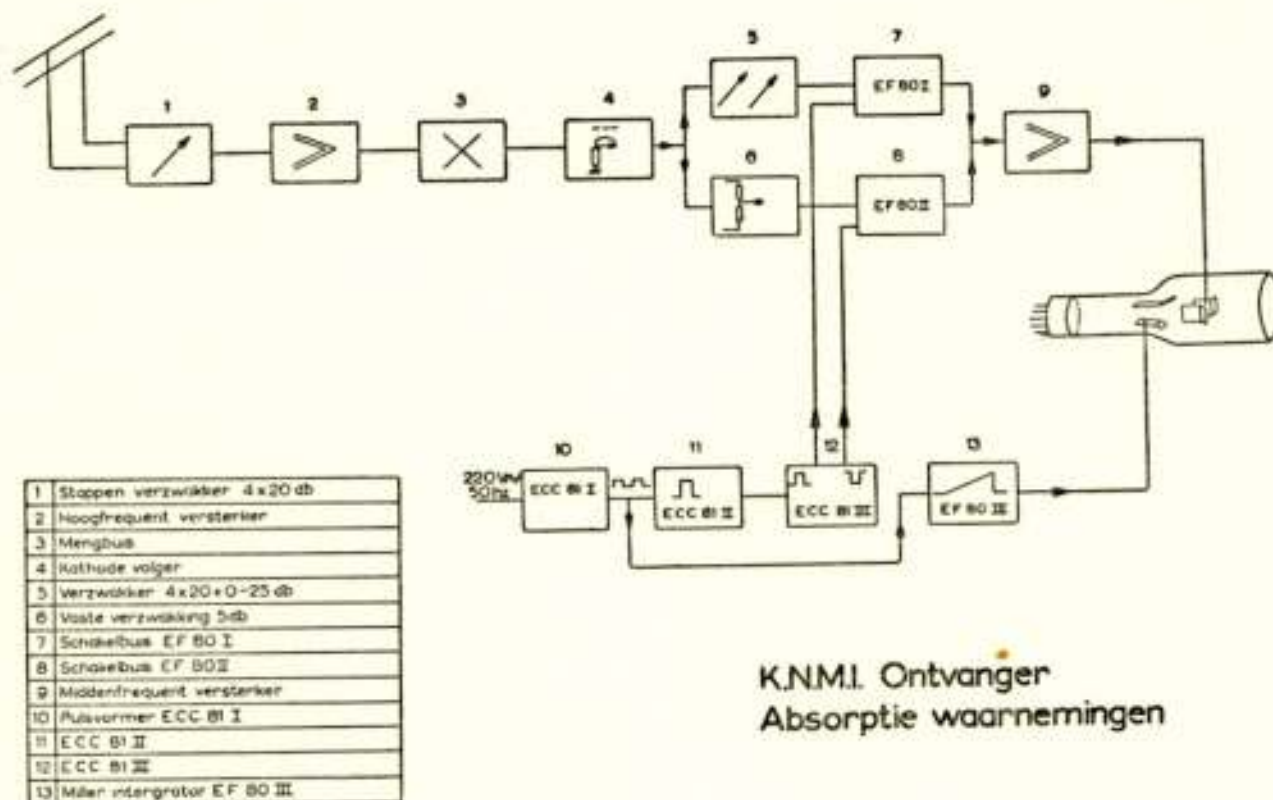 1
2
3
4
5
7
9
EF 80 I
6
8
EF 80 II
10
11
12
13
220 V
50 hz
ECC 81 I
ECC 81 II
ECC 81 III
EF 80 III
1 Stappen verzwakker 4 x 20 db
2 Hoogfrequent versterker
3 Mengbuis
4 Kathode volger
5 Verzwakker 4 x 20 + 0-25 db
6 Vaste verzwakking 5 db
7 Schakelbuis EF 80 I
8 Schakelbuis EF 80 II
9 Middenfrequent versterker
10 Pulsvormer ECC 81 I
11 ECC 81 II
12 ECC 81 III
13 Miller intergrator EF 80 III
K.N.M.I. Ontvanger
Absorptie waarnemingen